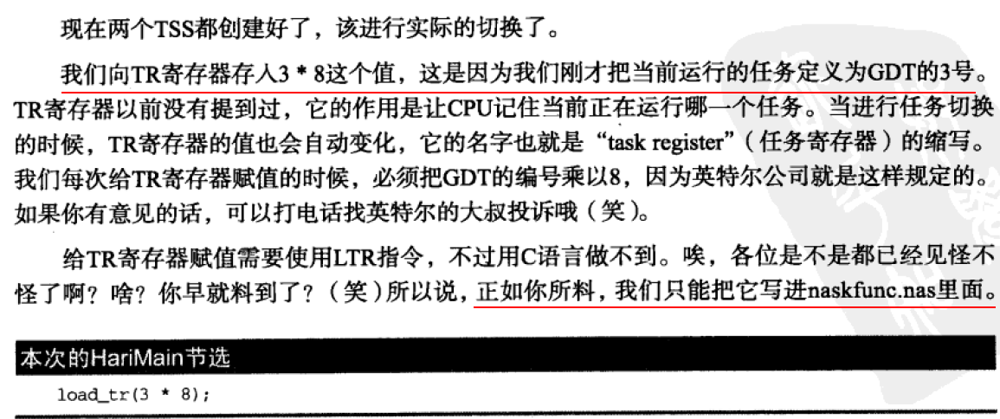 现在两个TSS都创建好了，该进行实际的切换了。
我们向TR寄存器存入3 * 8这个值，这是因为我们刚才把当前运行的任务定义为GDT的3号。
TR寄存器以前没有提到过，它的作用是让CPU记住当前正在运行哪一个任务。当进行任务切换
的时候，TR寄存器的值也会自动变化，它的名字也就是“task register”（任务寄存器）的缩写。
我们每次给TR寄存器赋值的时候，必须把GDT的编号乘以8，因为英特尔公司就是这样规定的。
如果你有意见的话，可以打电话找英特尔的大叔投诉哦（笑）。
给TR寄存器赋值需要使用LTR指令，不过用C语言做不到。唉，各位是不是都已经见怪不
怪了啊？啥？你早就料到了？（笑）所以说，正如你所料，我们只能把它写进naskfunc.nas里面。
本次的HariMain节选
load_tr(3 * 8);